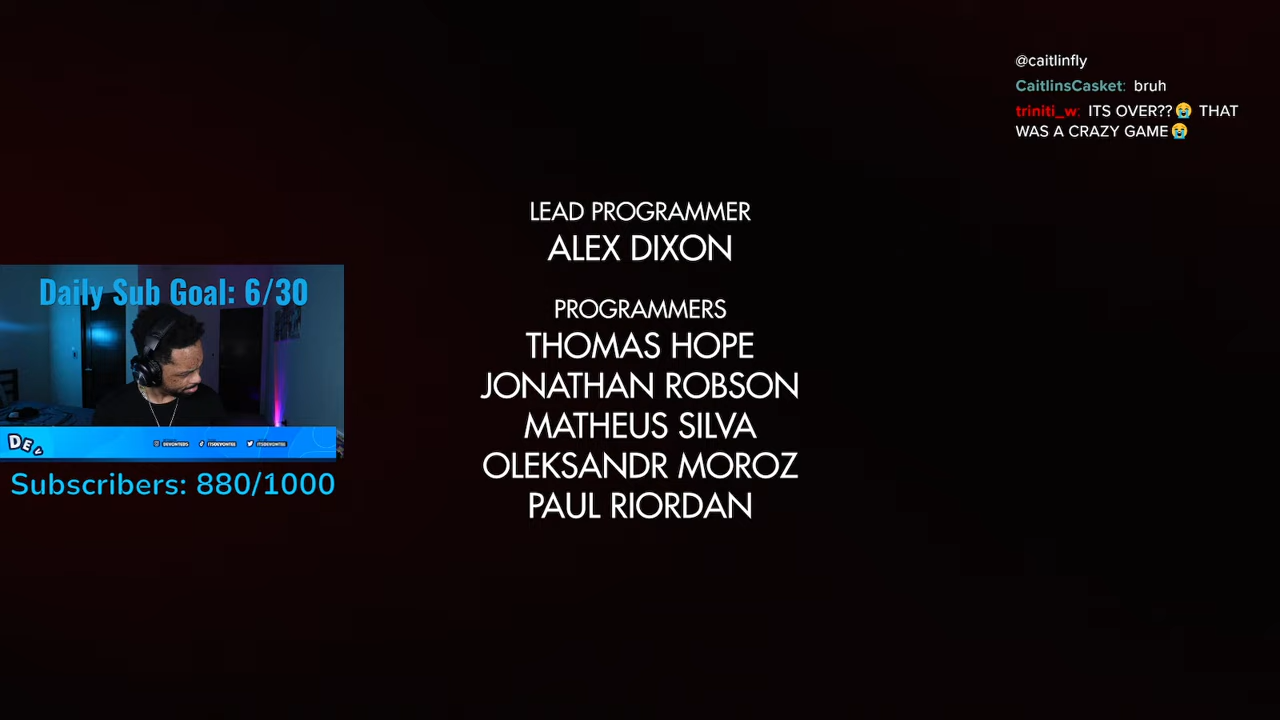 @caitlinfly
CaitlinsCasket: bruh
triniti_w: ITS OVER??😭 THAT
WAS A CRAZY GAME😭
LEAD PROGRAMMER
ALEX DIXON
PROGRAMMERS
THOMAS HOPE
JONATHAN ROBSON
MATHEUS SILVA
OLEKSANDR MOROZ
PAUL RIORDAN
Daily Sub Goal: 6/30
DEV
Subscribers: 880/1000